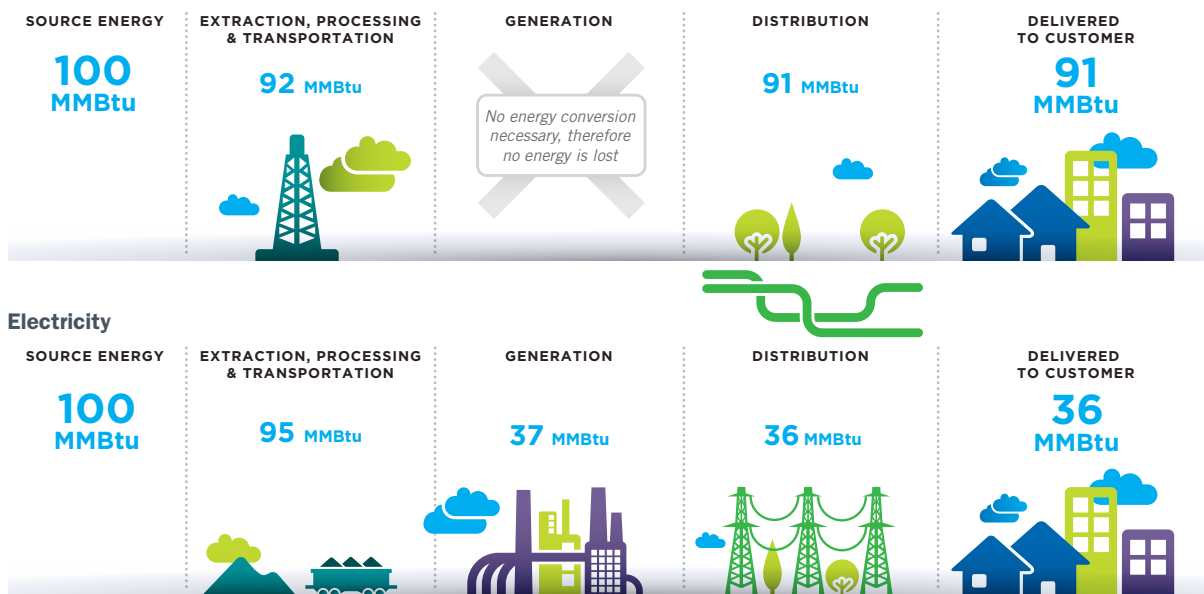 SOURCE ENERGY
100
MMBtu
EXTRACTION, PROCESSING
& TRANSPORTATION
92 MMBtu
GENERATION
No energy conversion
necessary, therefore
no energy is lost
DISTRIBUTION
91 MMBtu
DELIVERED
TO CUSTOMER
91
MMBtu
Electricity
SOURCE ENERGY
100
MMBtu
EXTRACTION, PROCESSING
& TRANSPORTATION
95 MMBtu
GENERATION
37 MMBtu
DISTRIBUTION
36 MMBtu
DELIVERED
TO CUSTOMER
36
MMBtu